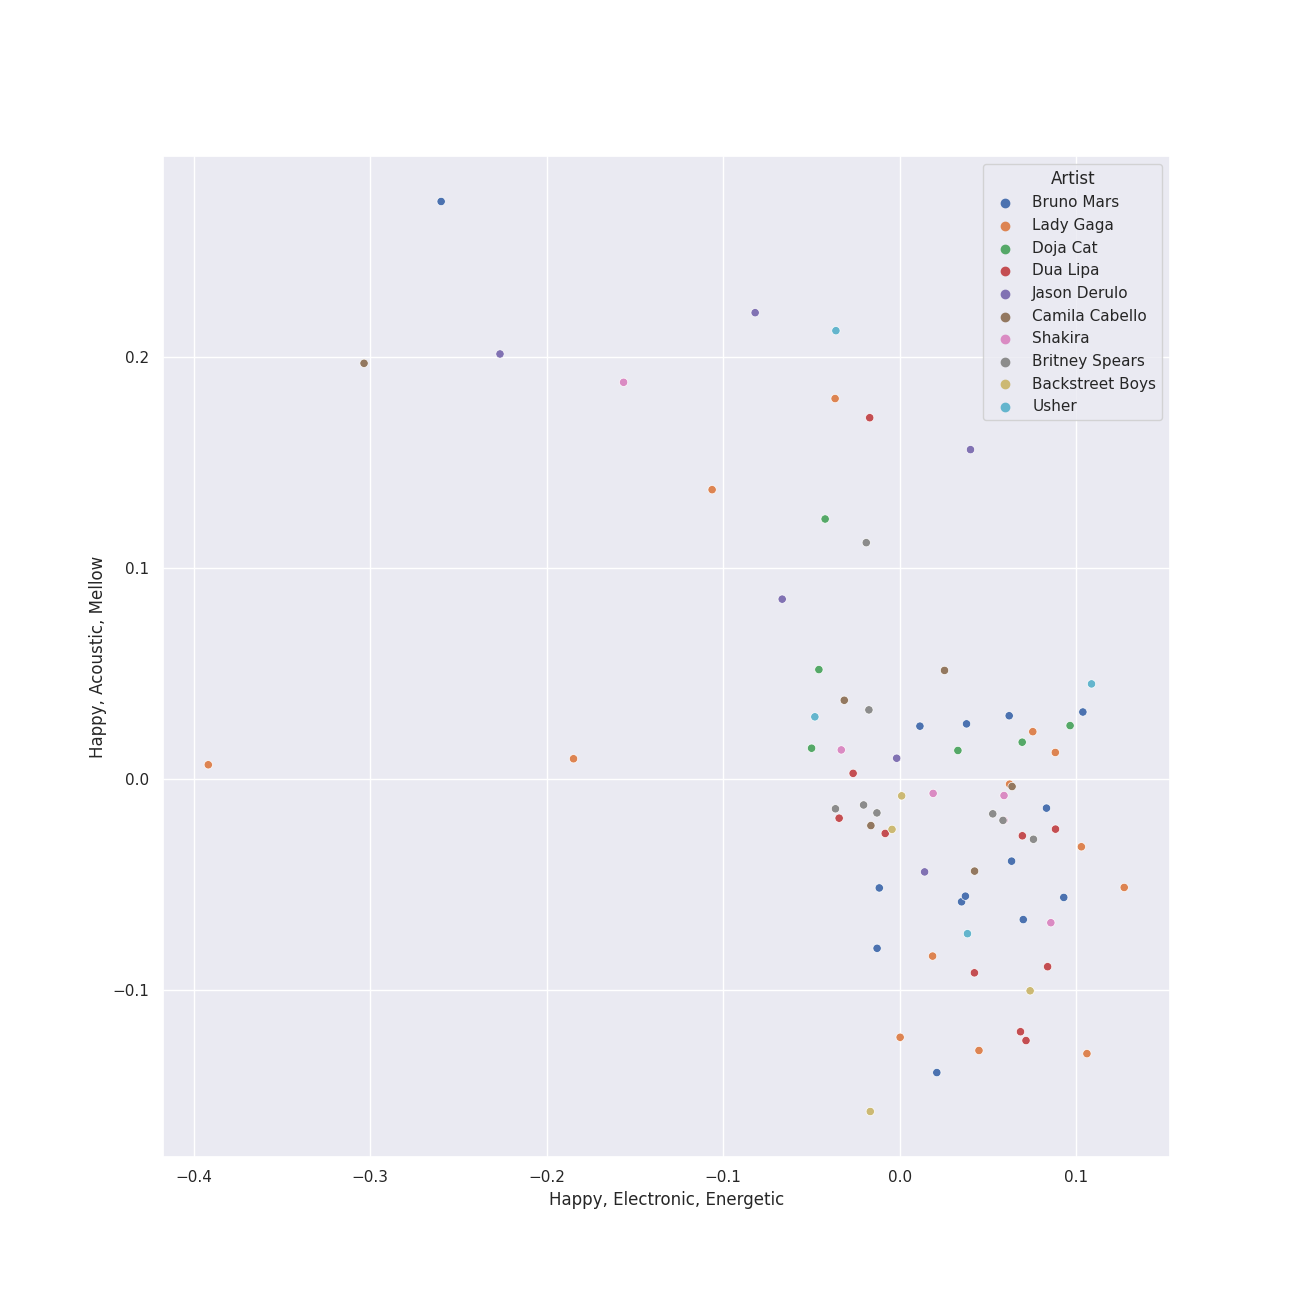 Artist
Bruno Mars
Lady Gaga
Doja Cat
Dua Lipa
Jason Derulo
Camila Cabello
Shakira
Britney Spears
Backstreet Boys
Usher
0.2
0.1
0.0
−0.1
Happy, Acoustic, Mellow
−0.4 −0.3 −0.2 −0.1 0.0 0.1
Happy, Electronic, Energetic